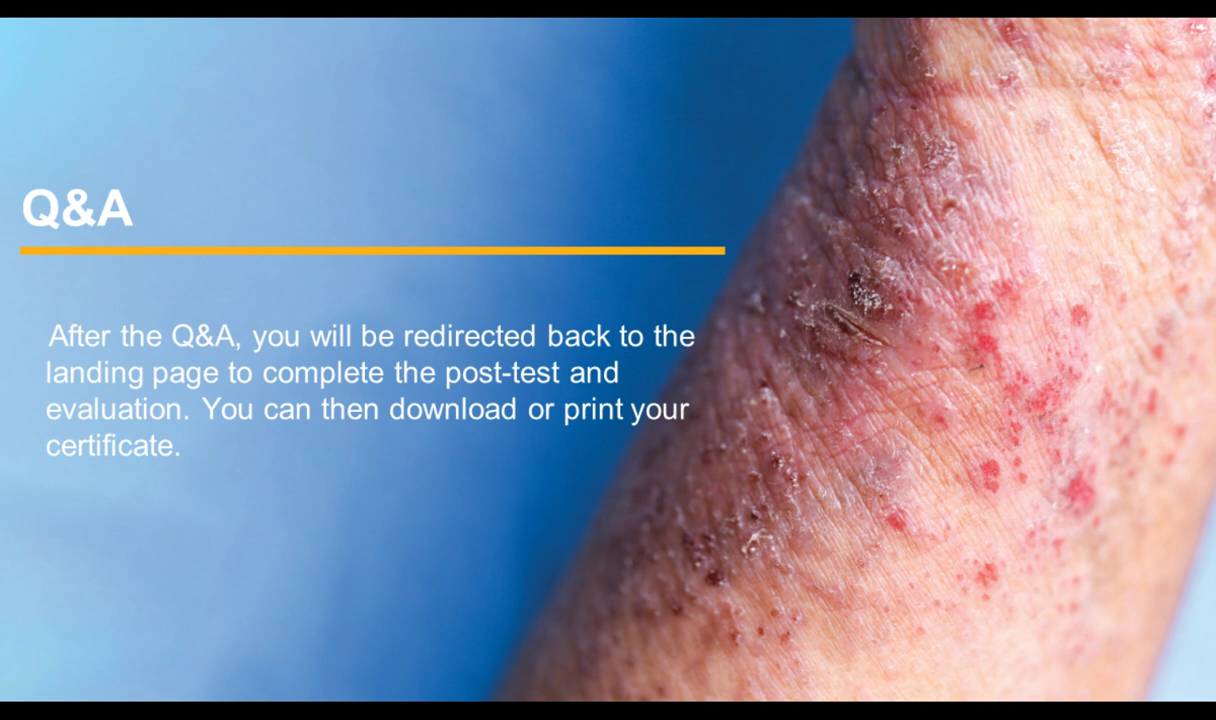 Q&A
After the Q&A, you will be redirected back to the
landing page to complete the post-test and
evaluation. You can then download or print your
certificate.